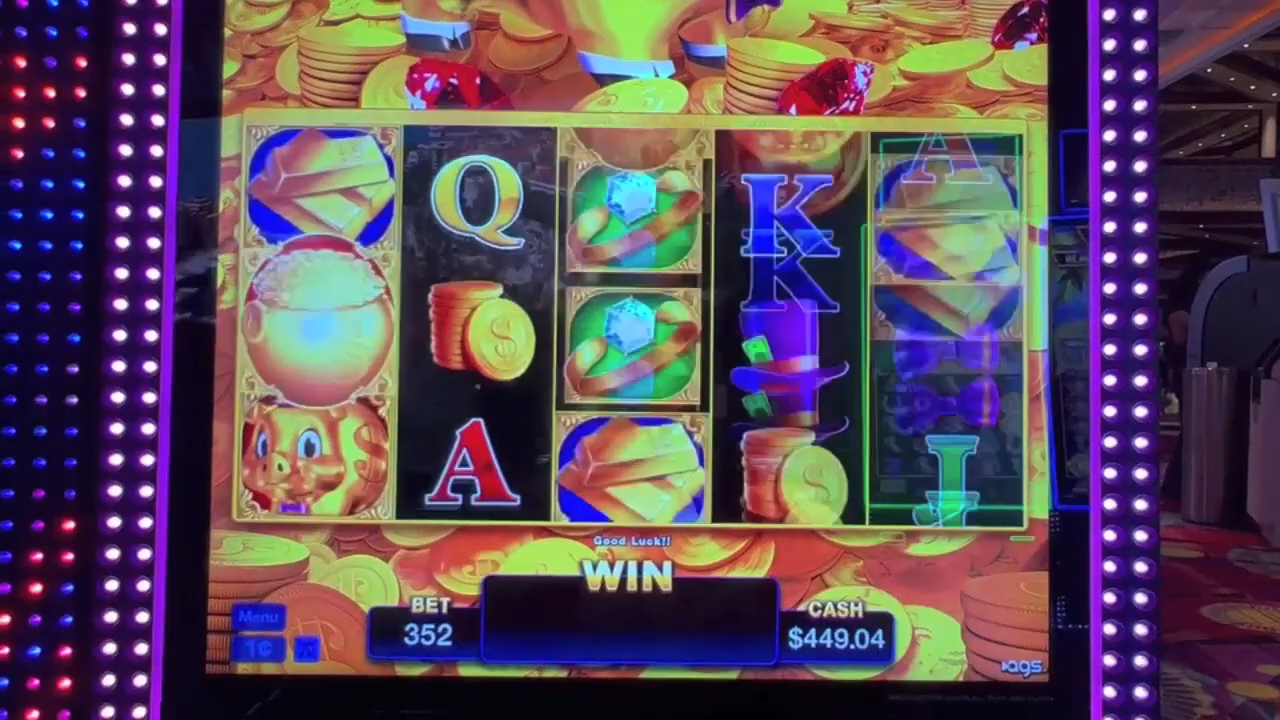 A
Q
K
K
$
A
$
J
J
Good Luck!!
WIN
BET
352
CASH
$449.04
Menu
1¢
ags